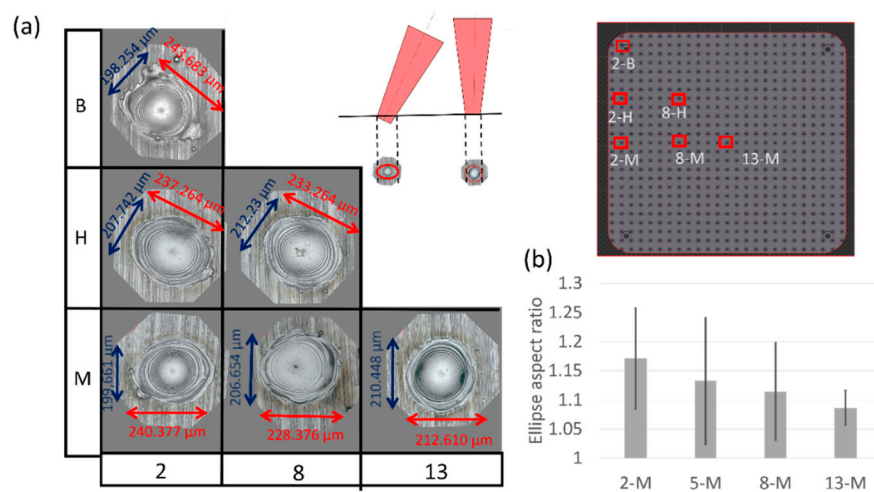 (a)
B
198.254 µm
243.683 µm
H
207.742 µm
237.264 µm
212.23 µm
233.264 µm
M
199.661 µm
240.377 µm
206.654 µm
228.376 µm
210.448 µm
212.610 µm
2
8
13
2-B
2-H
8-H
2-M
8-M
13-M
(b)
Ellipse aspect ratio
1.3
1.25
1.2
1.15
1.1
1.05
1
2-M
5-M
8-M
13-M